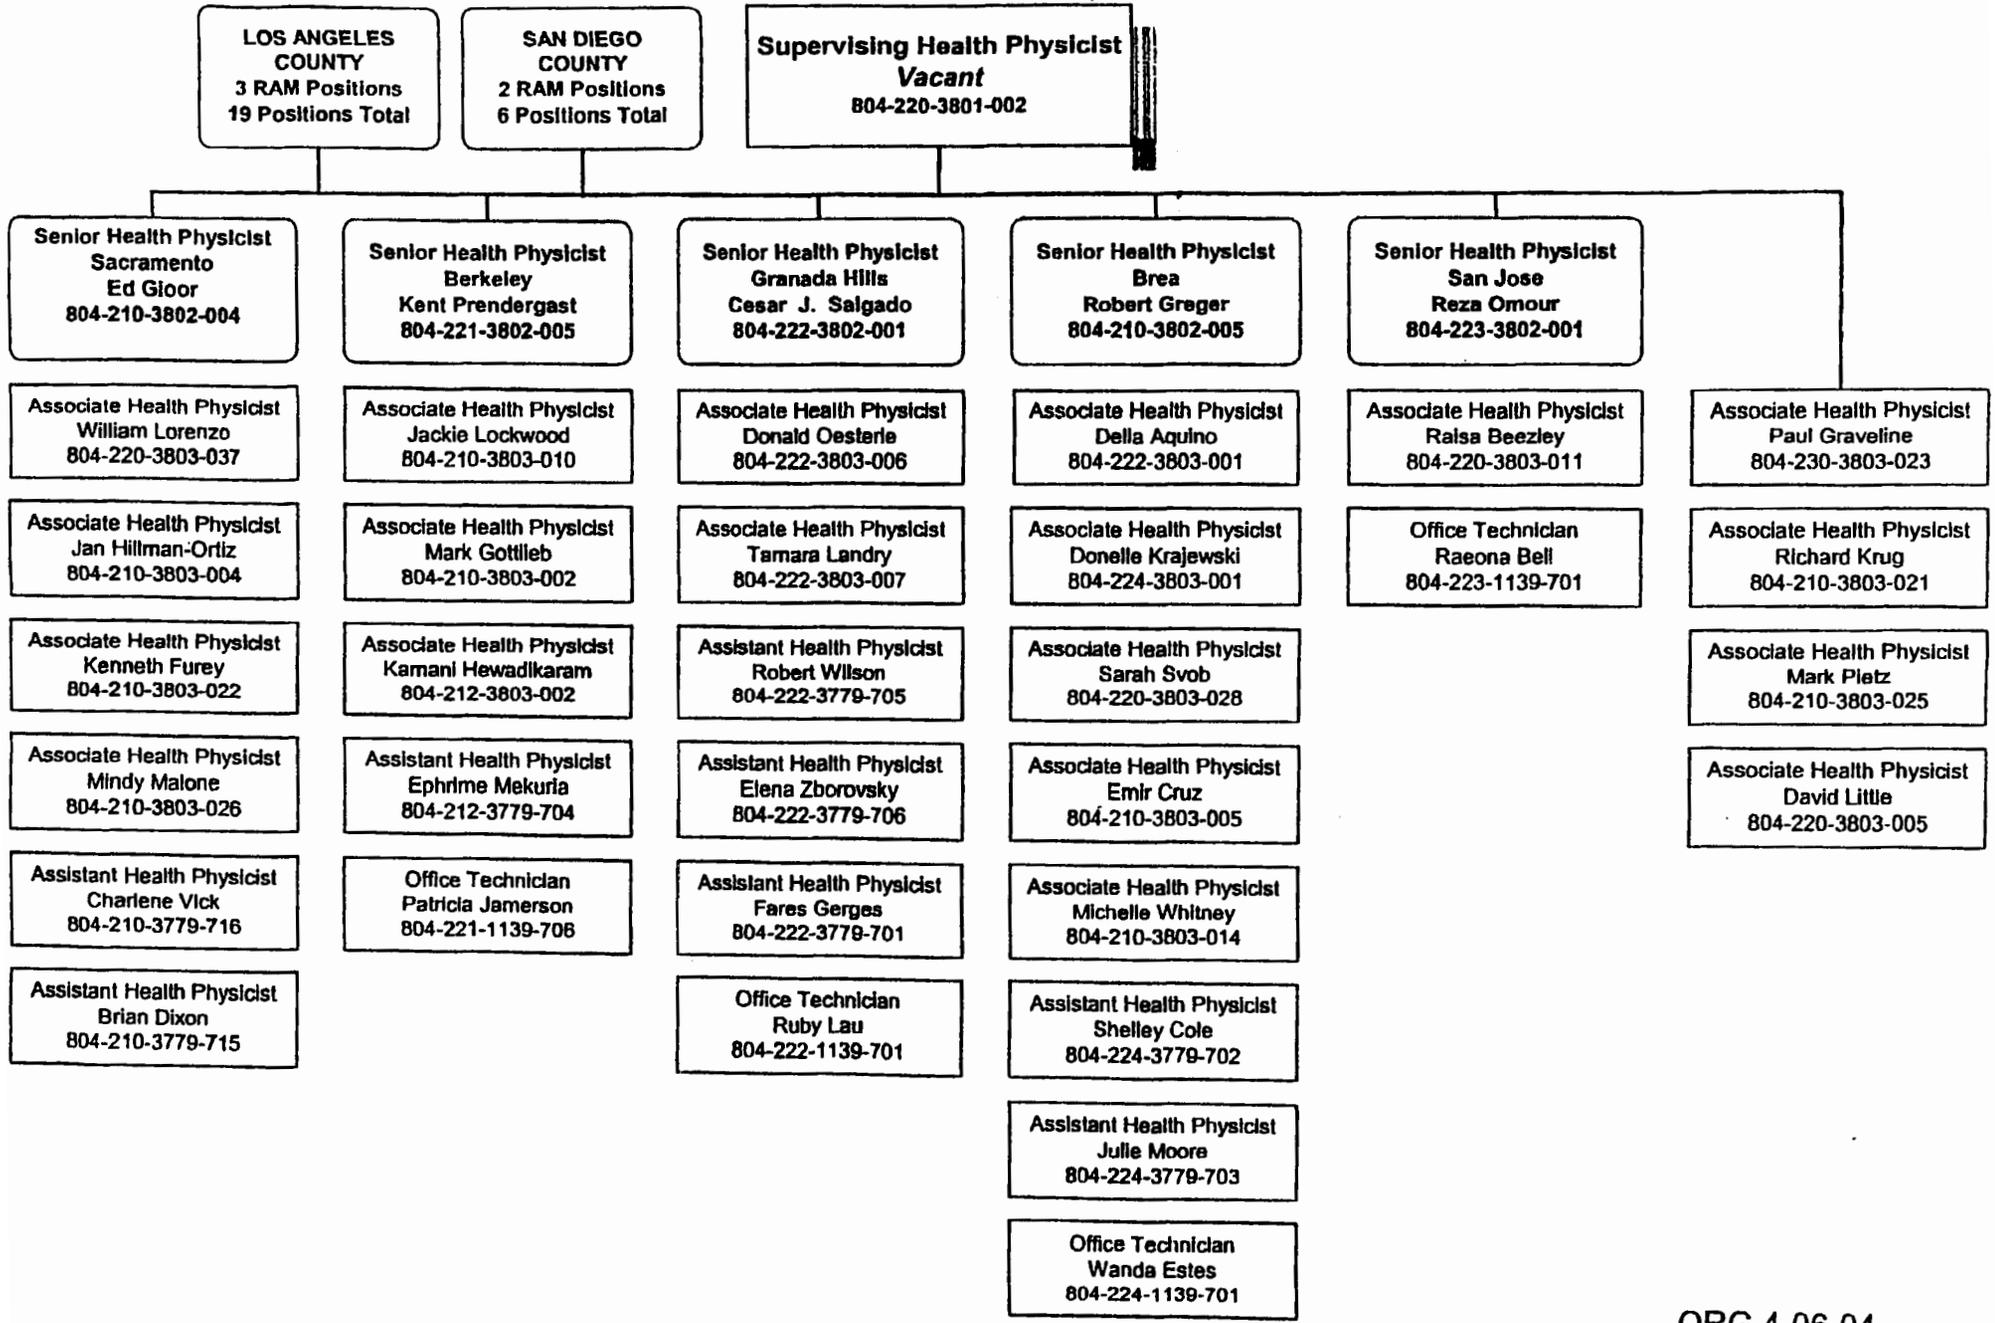 LOS ANGELES
COUNTY
3 RAM Positions
19 Positions Total
SAN DIEGO
COUNTY
2 RAM Positions
6 Positions Total
Supervising Health Physicist
Vacant
804-220-3801-002
Senior Health Physicist
Sacramento
Ed Gloor
804-210-3802-004
Senior Health Physicist
Berkeley
Kent Prendergast
804-221-3802-005
Senior Health Physicist
Granada Hills
Cesar J. Salgado
804-222-3802-001
Senior Health Physicist
Brea
Robert Greger
804-210-3802-005
Senior Health Physicist
San Jose
Reza Omour
804-223-3802-001
Associate Health Physicist
William Lorenzo
804-220-3803-037
Associate Health Physicist
Jan Hillman-Ortiz
804-210-3803-004
Associate Health Physicist
Kenneth Furey
804-210-3803-022
Associate Health Physicist
Mindy Malone
804-210-3803-026
Assistant Health Physicist
Charlene Vick
804-210-3779-716
Assistant Health Physicist
Brian Dixon
804-210-3779-715
Associate Health Physicist
Jackie Lockwood
804-210-3803-010
Associate Health Physicist
Mark Gottlieb
804-210-3803-002
Associate Health Physicist
Kamani Hewadikaram
804-212-3803-002
Assistant Health Physicist
Ephrime Mekuria
804-212-3779-704
Office Technician
Patricia Jamerson
804-221-1139-706
Associate Health Physicist
Donald Oesterle
804-222-3803-006
Associate Health Physicist
Tamara Landry
804-222-3803-007
Assistant Health Physicist
Robert Wilson
804-222-3779-705
Assistant Health Physicist
Elena Zborovsky
804-222-3779-706
Assistant Health Physicist
Fares Gerges
804-222-3779-701
Office Technician
Ruby Lau
804-222-1139-701
Associate Health Physicist
Della Aquino
804-222-3803-001
Associate Health Physicist
Donelle Krajewski
804-224-3803-001
Associate Health Physicist
Sarah Svob
804-220-3803-028
Associate Health Physicist
Emir Cruz
804-210-3803-005
Associate Health Physicist
Michelle Whitney
804-210-3803-014
Assistant Health Physicist
Shelley Cole
804-224-3779-702
Assistant Health Physicist
Julie Moore
804-224-3779-703
Office Technician
Wanda Estes
804-224-1139-701
Associate Health Physicist
Raisa Beezley
804-220-3803-011
Office Technician
Raeona Bell
804-223-1139-701
Associate Health Physicist
Paul Graveline
804-230-3803-023
Associate Health Physicist
Richard Krug
804-210-3803-021
Associate Health Physicist
Mark Pietz
804-210-3803-025
Associate Health Physicist
David Little
804-220-3803-005